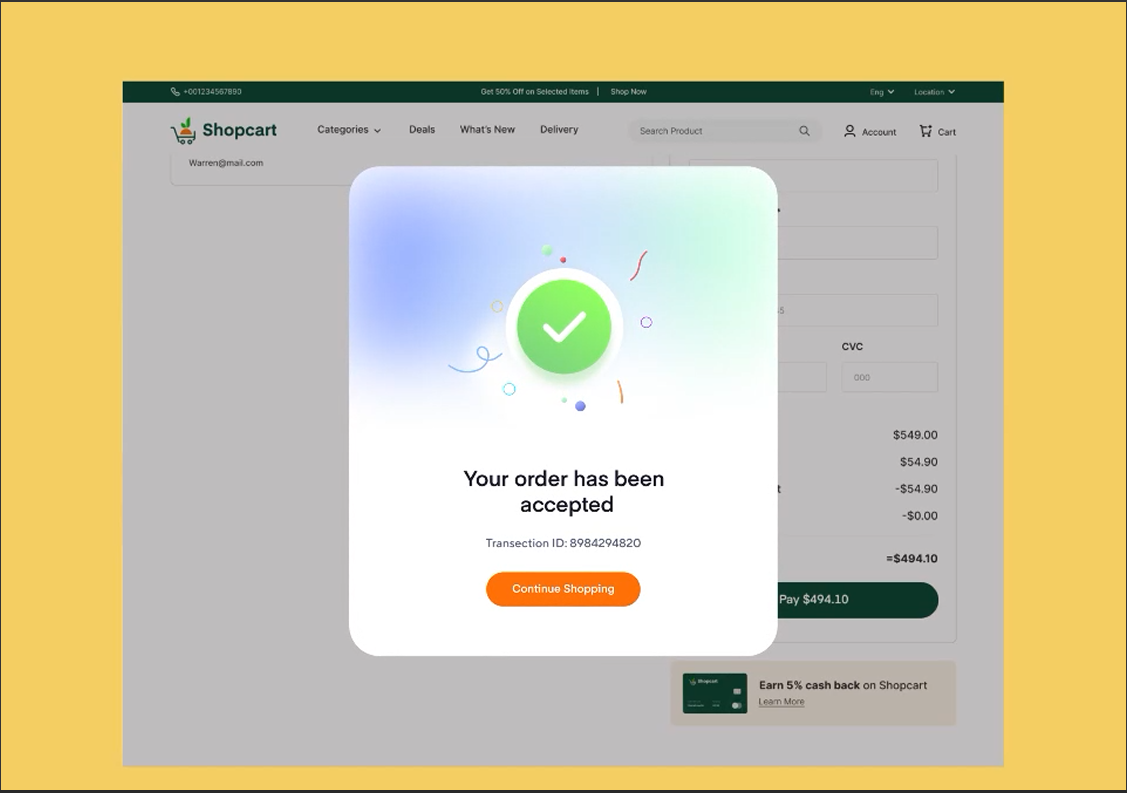 +001234567890
Get 50% Off on Selected Items | Shop Now
Eng
Location
Shopcart
Categories
Deals
What's New
Delivery
Search Product
Account
Cart
Warren@mail.com
CVC
000
$549.00
$54.90
-$54.90
-$0.00
=$494.10
Pay $494.10
Your order has been
accepted
Transection ID: 8984294820
Continue Shopping
Shopcart
Earn 5% cash back on Shopcart
Learn More